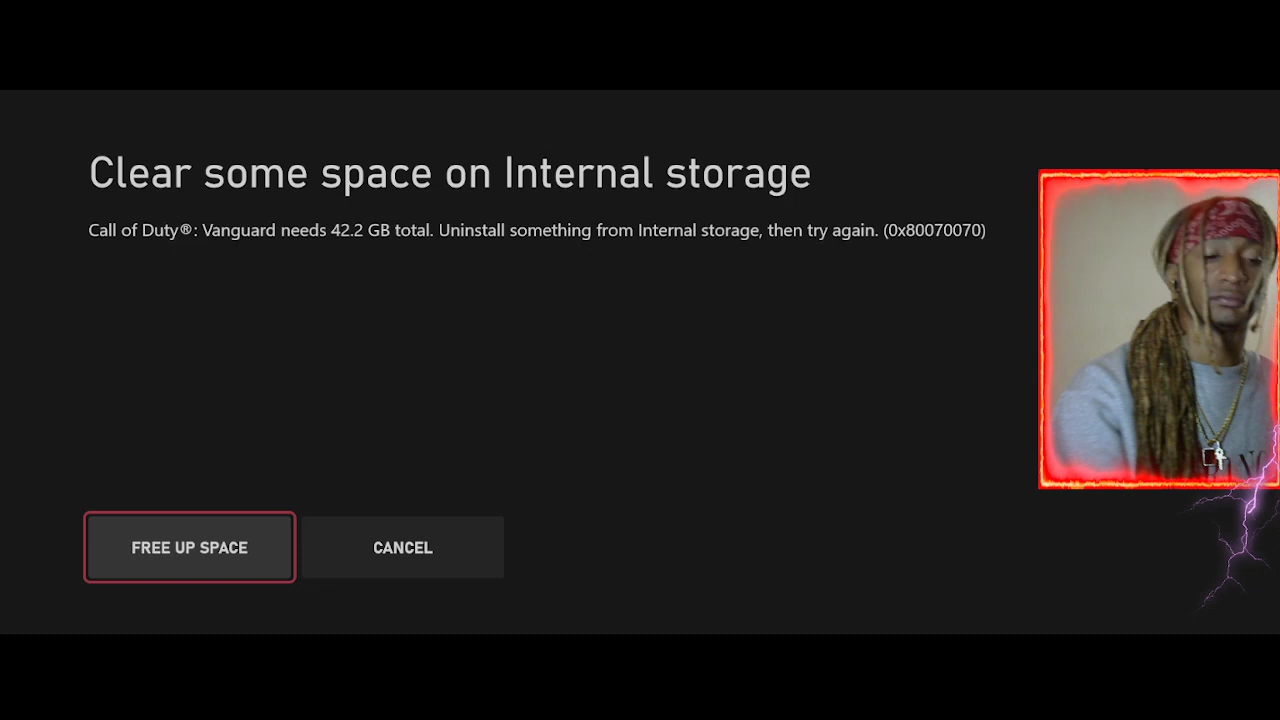 Clear some space on Internal storage
Call of Duty®: Vanguard needs 42.2 GB total. Uninstall something from Internal storage, then try again. (0x80070070)
FREE UP SPACE
CANCEL